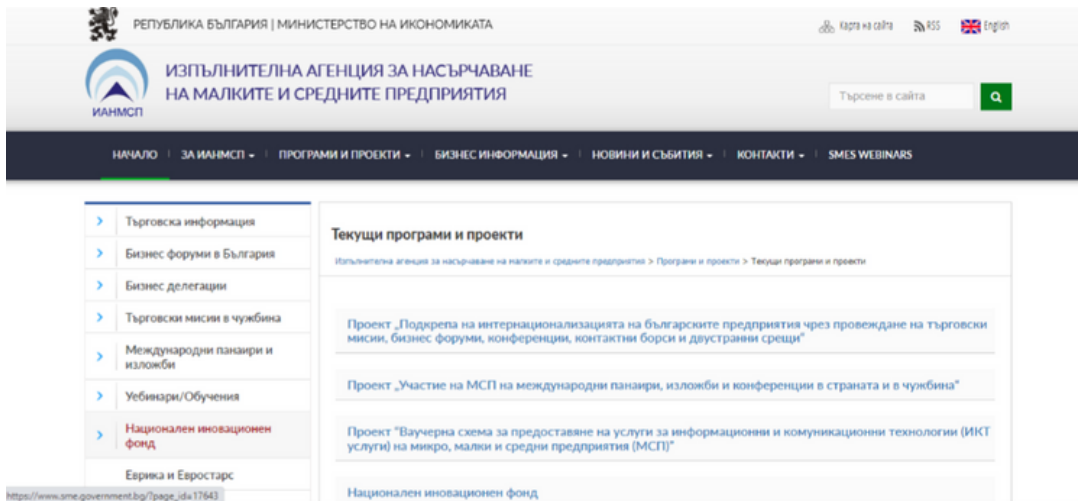 РЕПУБЛИКА БЪЛГАРИЯ | МИНИСТЕРСТВО НА ИКОНОМИКАТА
Карта на сайта RSS English
ИЗПЪЛНИТЕЛНА АГЕНЦИЯ ЗА НАСЪРЧАВАНЕ
НА МАЛКИТЕ И СРЕДНИТЕ ПРЕДПРИЯТИЯ
ИАНМСП
Търсене в сайта
НАЧАЛО ЗА ИАНМСП ПРОГРАМИ И ПРОЕКТИ БИЗНЕС ИНФОРМАЦИЯ НОВИНИ И СЪБИТИЯ КОНТАКТИ SMES WEBINARS
Търговска информация
Бизнес форуми в България
Бизнес делегации
Търговски мисии в чужбина
Международни панаири и
изложби
Уебинари/Обучения
Национален иновационен
фонд
Еврика и Евростарс
https://www.sme.government.bg/?page_id=17643
Текущи програми и проекти
Изпълнителна агенция за насърчаване на малките и средните предприятия > Програми и проекти > Текущи програми и проекти
Проект „Подкрепа на интернационализацията на българските предприятия чрез провеждане на търговски
мисии, бизнес форуми, конференции, контактни борси и двустранни срещи“
Проект „Участие на МСП на международни панаири, изложби и конференции в страната и в чужбина“
Проект "Ваучерна схема за предоставяне на услуги за информационни и комуникационни технологии (ИКТ
услуги) на микро, малки и средни предприятия (МСП)"
Национален иновационен фонд